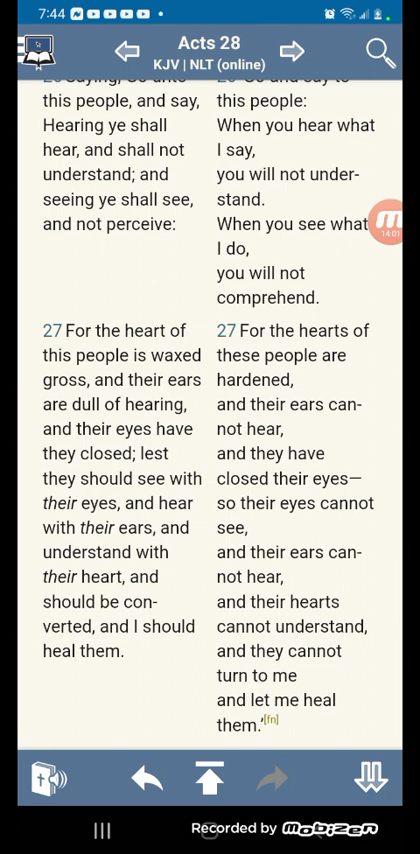 7:44
Acts 28
KJV | NLT (online)
this people, and say,
Hearing ye shall
hear, and shall not
understand; and
seeing ye shall see,
and not perceive:
27 For the heart of
this people is waxed
gross, and their ears
are dull of hearing,
and their eyes have
they closed; lest
they should see with
their eyes, and hear
with their ears, and
understand with
their heart, and
should be con-
verted, and I should
heal them.
this people:
When you hear what
I say,
you will not under-
stand.
When you see what
I do,
you will not
comprehend.
27 For the hearts of
these people are
hardened,
and their ears can-
not hear,
and they have
closed their eyes—
so their eyes cannot
see,
and their ears can-
not hear,
and their hearts
cannot understand,
and they cannot
turn to me
and let me heal
them.’[fn]
14:01
Recorded by Mobizen